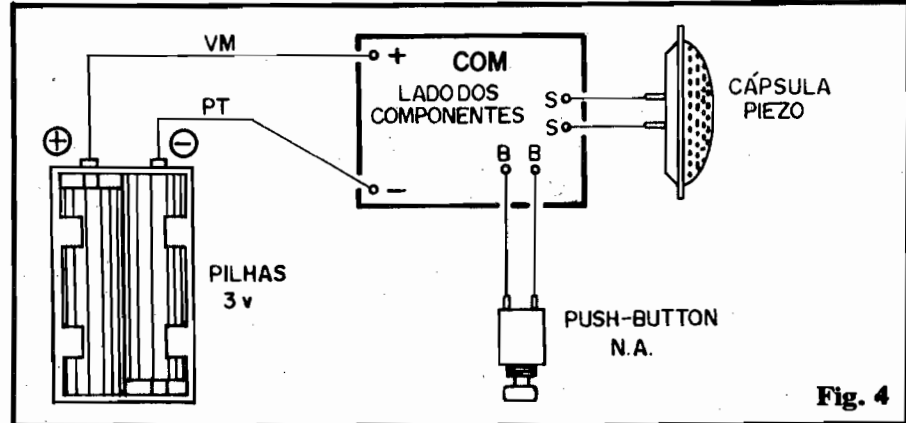 VM
+ COM
LADO DOS
COMPONENTES
S
S
CÁPSULA
PIEZO
PT
+ −
B B
−
PILHAS
3 v
PUSH-BUTTON
N.A.
Fig. 4